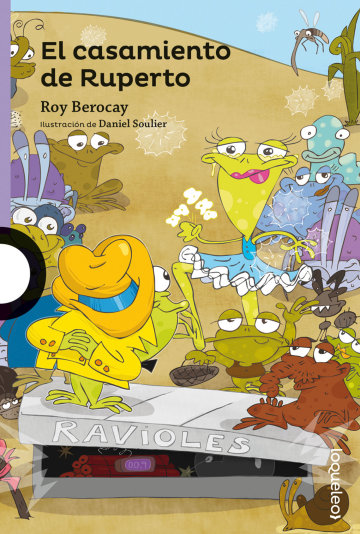 El casamiento
de Ruperto
Roy Berocay
Ilustración de Daniel Soulier
RAVIOLES
loqueleo